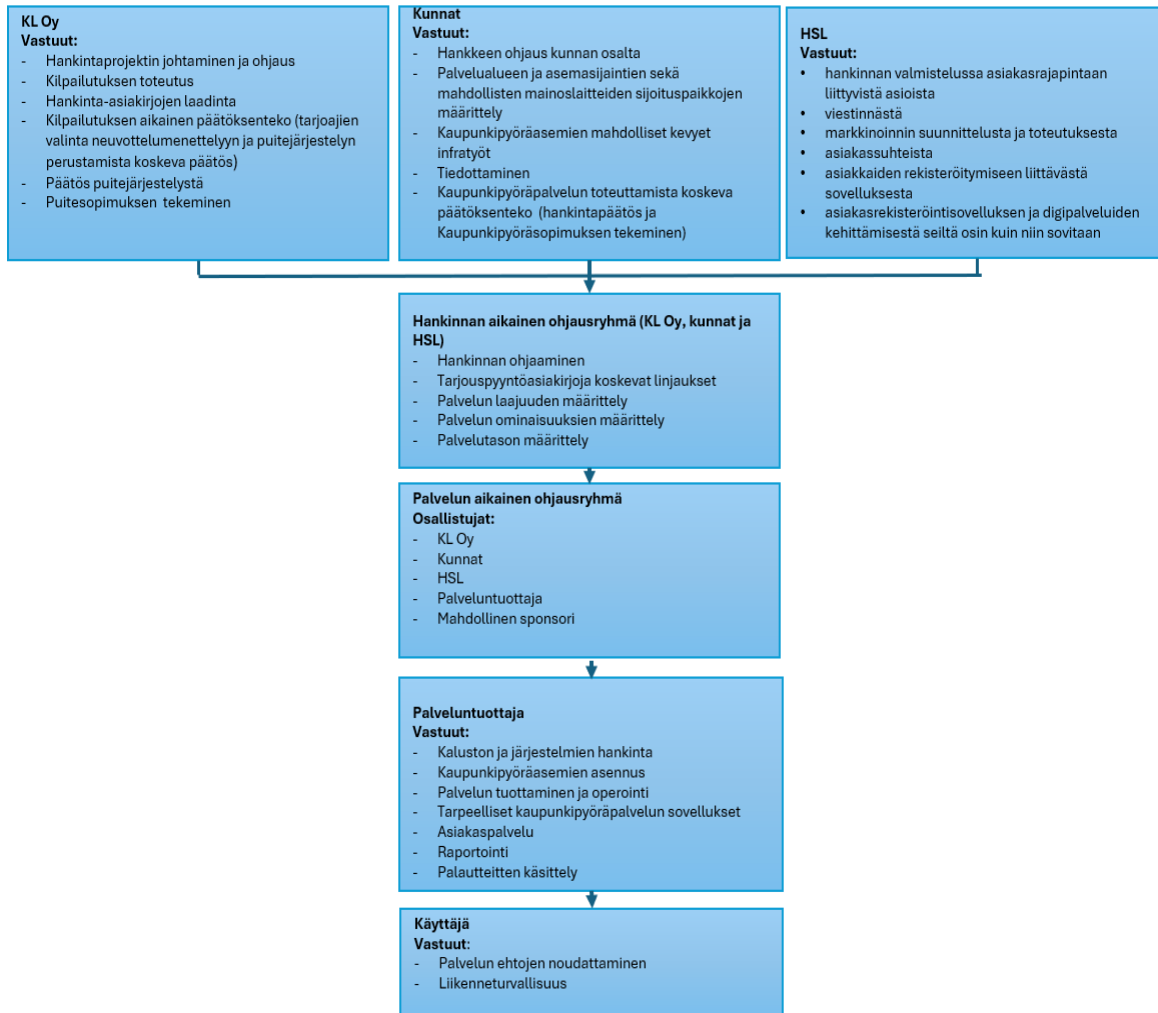 KL Oy
Vastuut:
- Hankintaprojektin johtaminen ja ohjaus
- Kilpailutuksen toteutus
- Hankinta-asiakirjojen laadinta
- Kilpailutuksen aikainen päätöksenteko (tarjoajien
valinta neuvottelumenettelyyn ja puitejärjestelyn
perustamista koskeva päätös)
- Päätös puitejärjestelystä
- Puitesopimuksen tekeminen
Kunnat
Vastuut:
- Hankkeen ohjaus kunnan osalta
- Palvelualueen ja asemasijaintien sekä
mahdollisten mainoslaitteiden sijoituspaikkojen
määrittely
- Kaupunkipyöräasemien mahdolliset kevyet
infratyöt
- Tiedottaminen
- Kaupunkipyöräpalvelun toteuttamista koskeva
päätöksenteko (hankintapäätös ja
Kaupunkipyöräsopimuksen tekeminen)
HSL
Vastuut:
• hankinnan valmistelussa asiakasrajapintaan
liittyvistä asioista
• viestinnästä
• markkinoinnin suunnittelusta ja toteutuksesta
• asiakassuhteista
• asiakkaiden rekisteröitymiseen liittävästä
sovelluksesta
• asiakasrekisteröintisovelluksen ja digipalveluiden
kehittämisestä seiltä osin kuin niin sovitaan
Hankinnan aikainen ohjausryhmä (KL Oy, kunnat ja
HSL)
- Hankinnan ohjaaminen
- Tarjouspyyntöasiakirjoja koskevat linjaukset
- Palvelun laajuuden määrittely
- Palvelun ominaisuuksien määrittely
- Palvelutason määrittely
Palvelun aikainen ohjausryhmä
Osallistujat:
- KL Oy
- Kunnat
- HSL
- Palveluntuottaja
- Mahdollinen sponsori
Palveluntuottaja
Vastuut:
- Kaluston ja järjestelmien hankinta
- Kaupunkipyöräasemien asennus
- Palvelun tuottaminen ja operointi
- Tarpeelliset kaupunkipyöräpalvelun sovellukset
- Asiakaspalvelu
- Raportointi
- Palautteitten käsittely
Käyttäjä
Vastuut:
- Palvelun ehtojen noudattaminen
- Liikenneturvallisuus